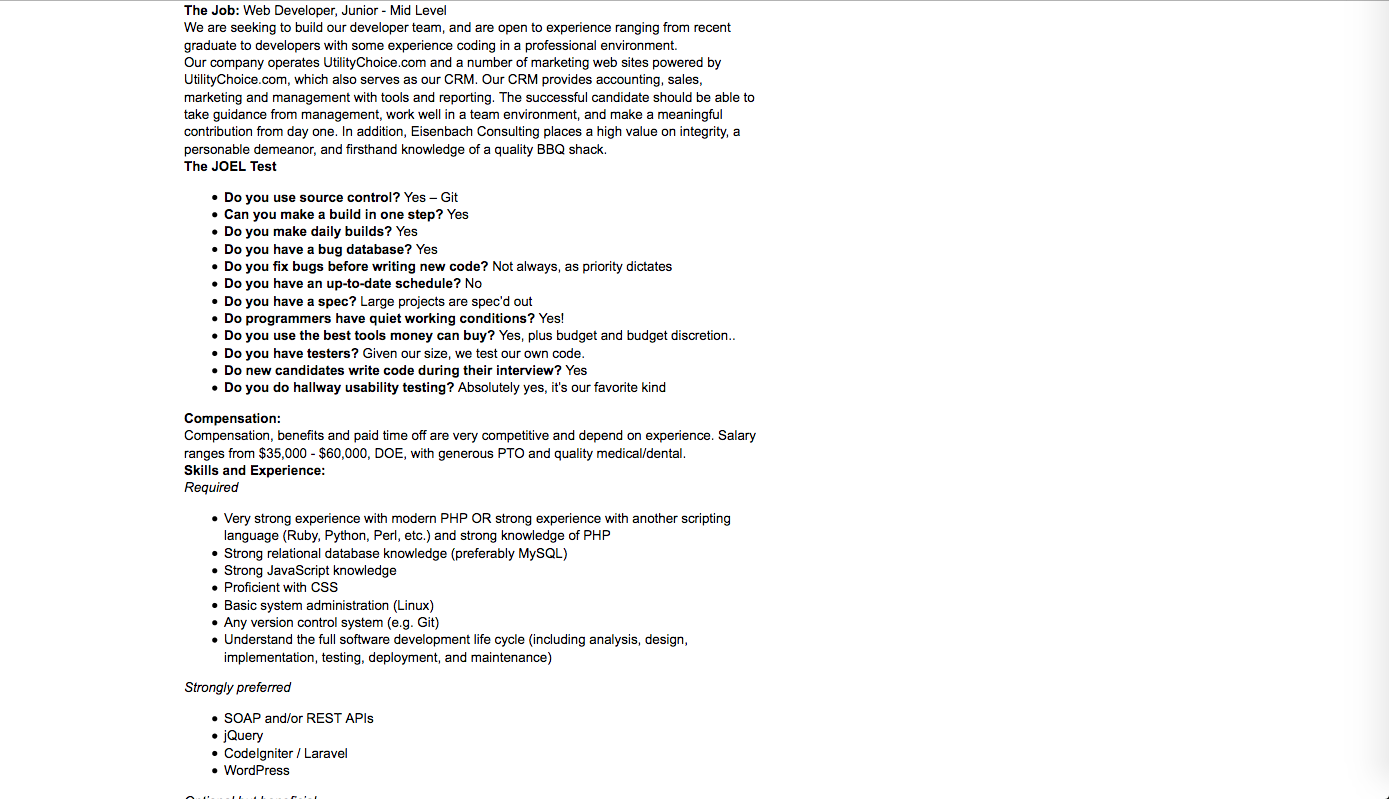 The Job: Web Developer, Junior - Mid Level
We are seeking to build our developer team, and are open to experience ranging from recent
graduate to developers with some experience coding in a professional environment.
Our company operates UtilityChoice.com and a number of marketing web sites powered by
UtilityChoice.com, which also serves as our CRM. Our CRM provides accounting, sales,
marketing and management with tools and reporting. The successful candidate should be able to
take guidance from management, work well in a team environment, and make a meaningful
contribution from day one. In addition, Eisenbach Consulting places a high value on integrity, a
personable demeanor, and firsthand knowledge of a quality BBQ shack.
The JOEL Test
• Do you use source control? Yes – Git
• Can you make a build in one step? Yes
• Do you make daily builds? Yes
• Do you have a bug database? Yes
• Do you fix bugs before writing new code? Not always, as priority dictates
• Do you have an up-to-date schedule? No
• Do you have a spec? Large projects are spec'd out
• Do programmers have quiet working conditions? Yes!
• Do you use the best tools money can buy? Yes, plus budget and budget discretion..
• Do you have testers? Given our size, we test our own code.
• Do new candidates write code during their interview? Yes
• Do you do hallway usability testing? Absolutely yes, it's our favorite kind
Compensation:
Compensation, benefits and paid time off are very competitive and depend on experience. Salary
ranges from $35,000 - $60,000, DOE, with generous PTO and quality medical/dental.
Skills and Experience:
Required
• Very strong experience with modern PHP OR strong experience with another scripting
language (Ruby, Python, Perl, etc.) and strong knowledge of PHP
• Strong relational database knowledge (preferably MySQL)
• Strong JavaScript knowledge
• Proficient with CSS
• Basic system administration (Linux)
• Any version control system (e.g. Git)
• Understand the full software development life cycle (including analysis, design,
implementation, testing, deployment, and maintenance)
Strongly preferred
• SOAP and/or REST APIs
• jQuery
• CodeIgniter / Laravel
• WordPress